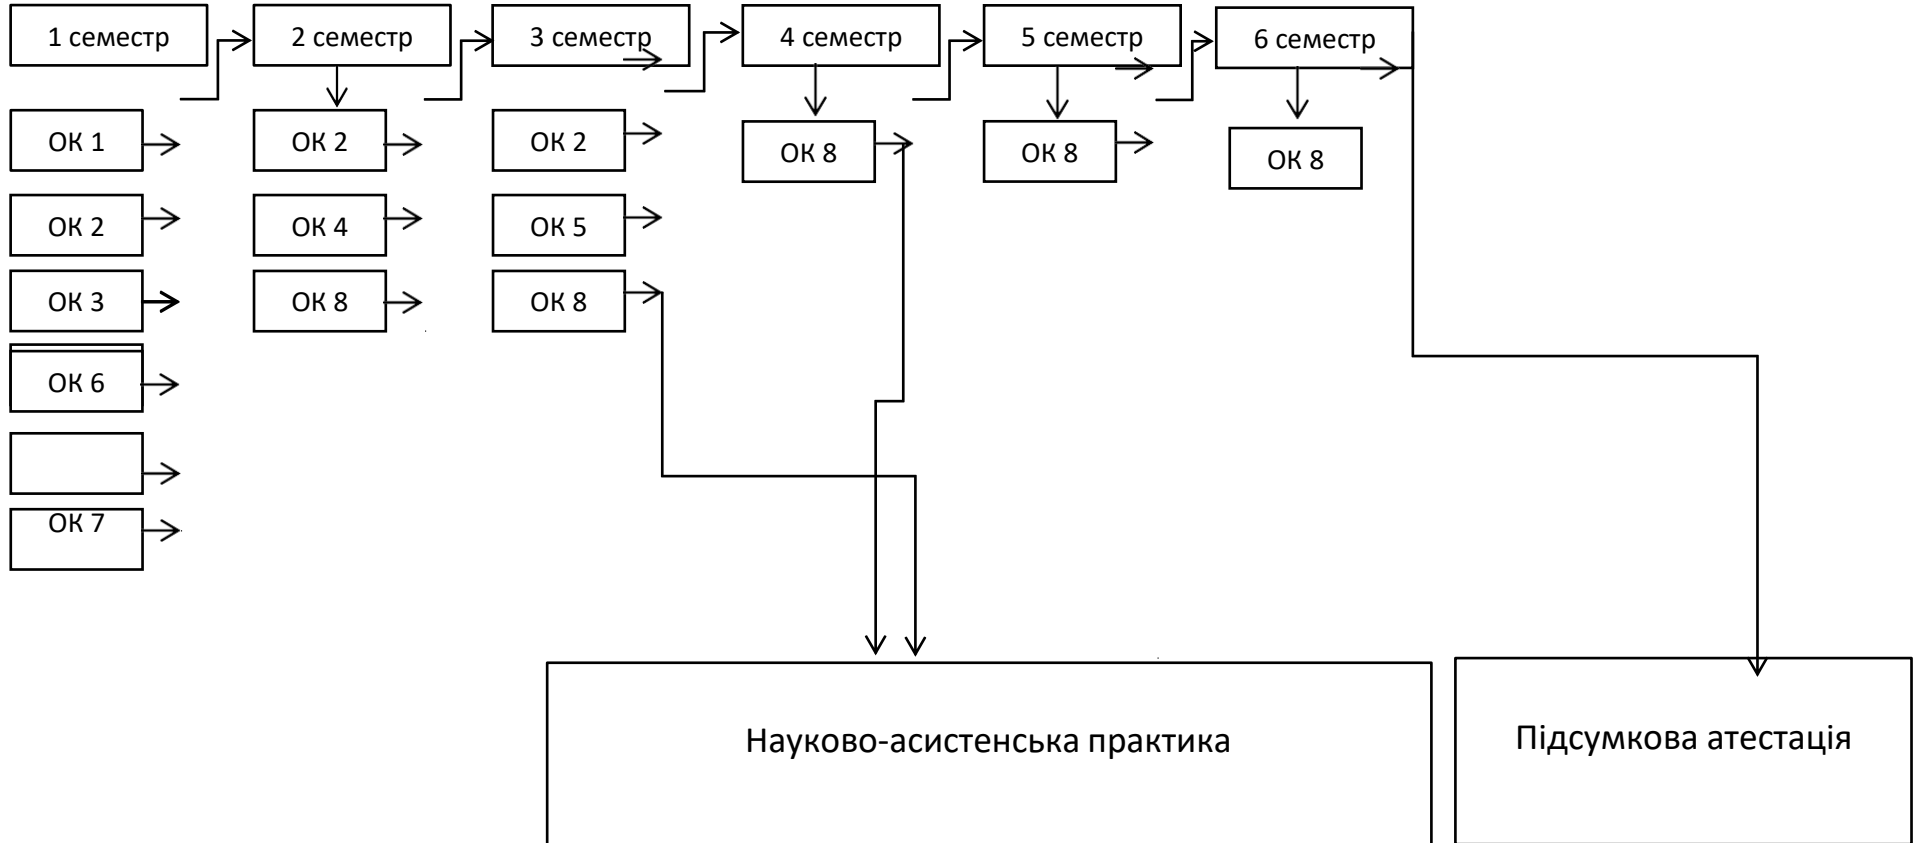 1 семестр
2 семестр
3 семестр
4 семестр
5 семестр
6 семестр
ОК 1
ОК 2
ОК 2
ОК 8
ОК 8
ОК 8
ОК 2
ОК 4
ОК 5
ОК 3
ОК 8
ОК 8
ОК 6
ОК 7
Науково-асистенська практика
Підсумкова атестація